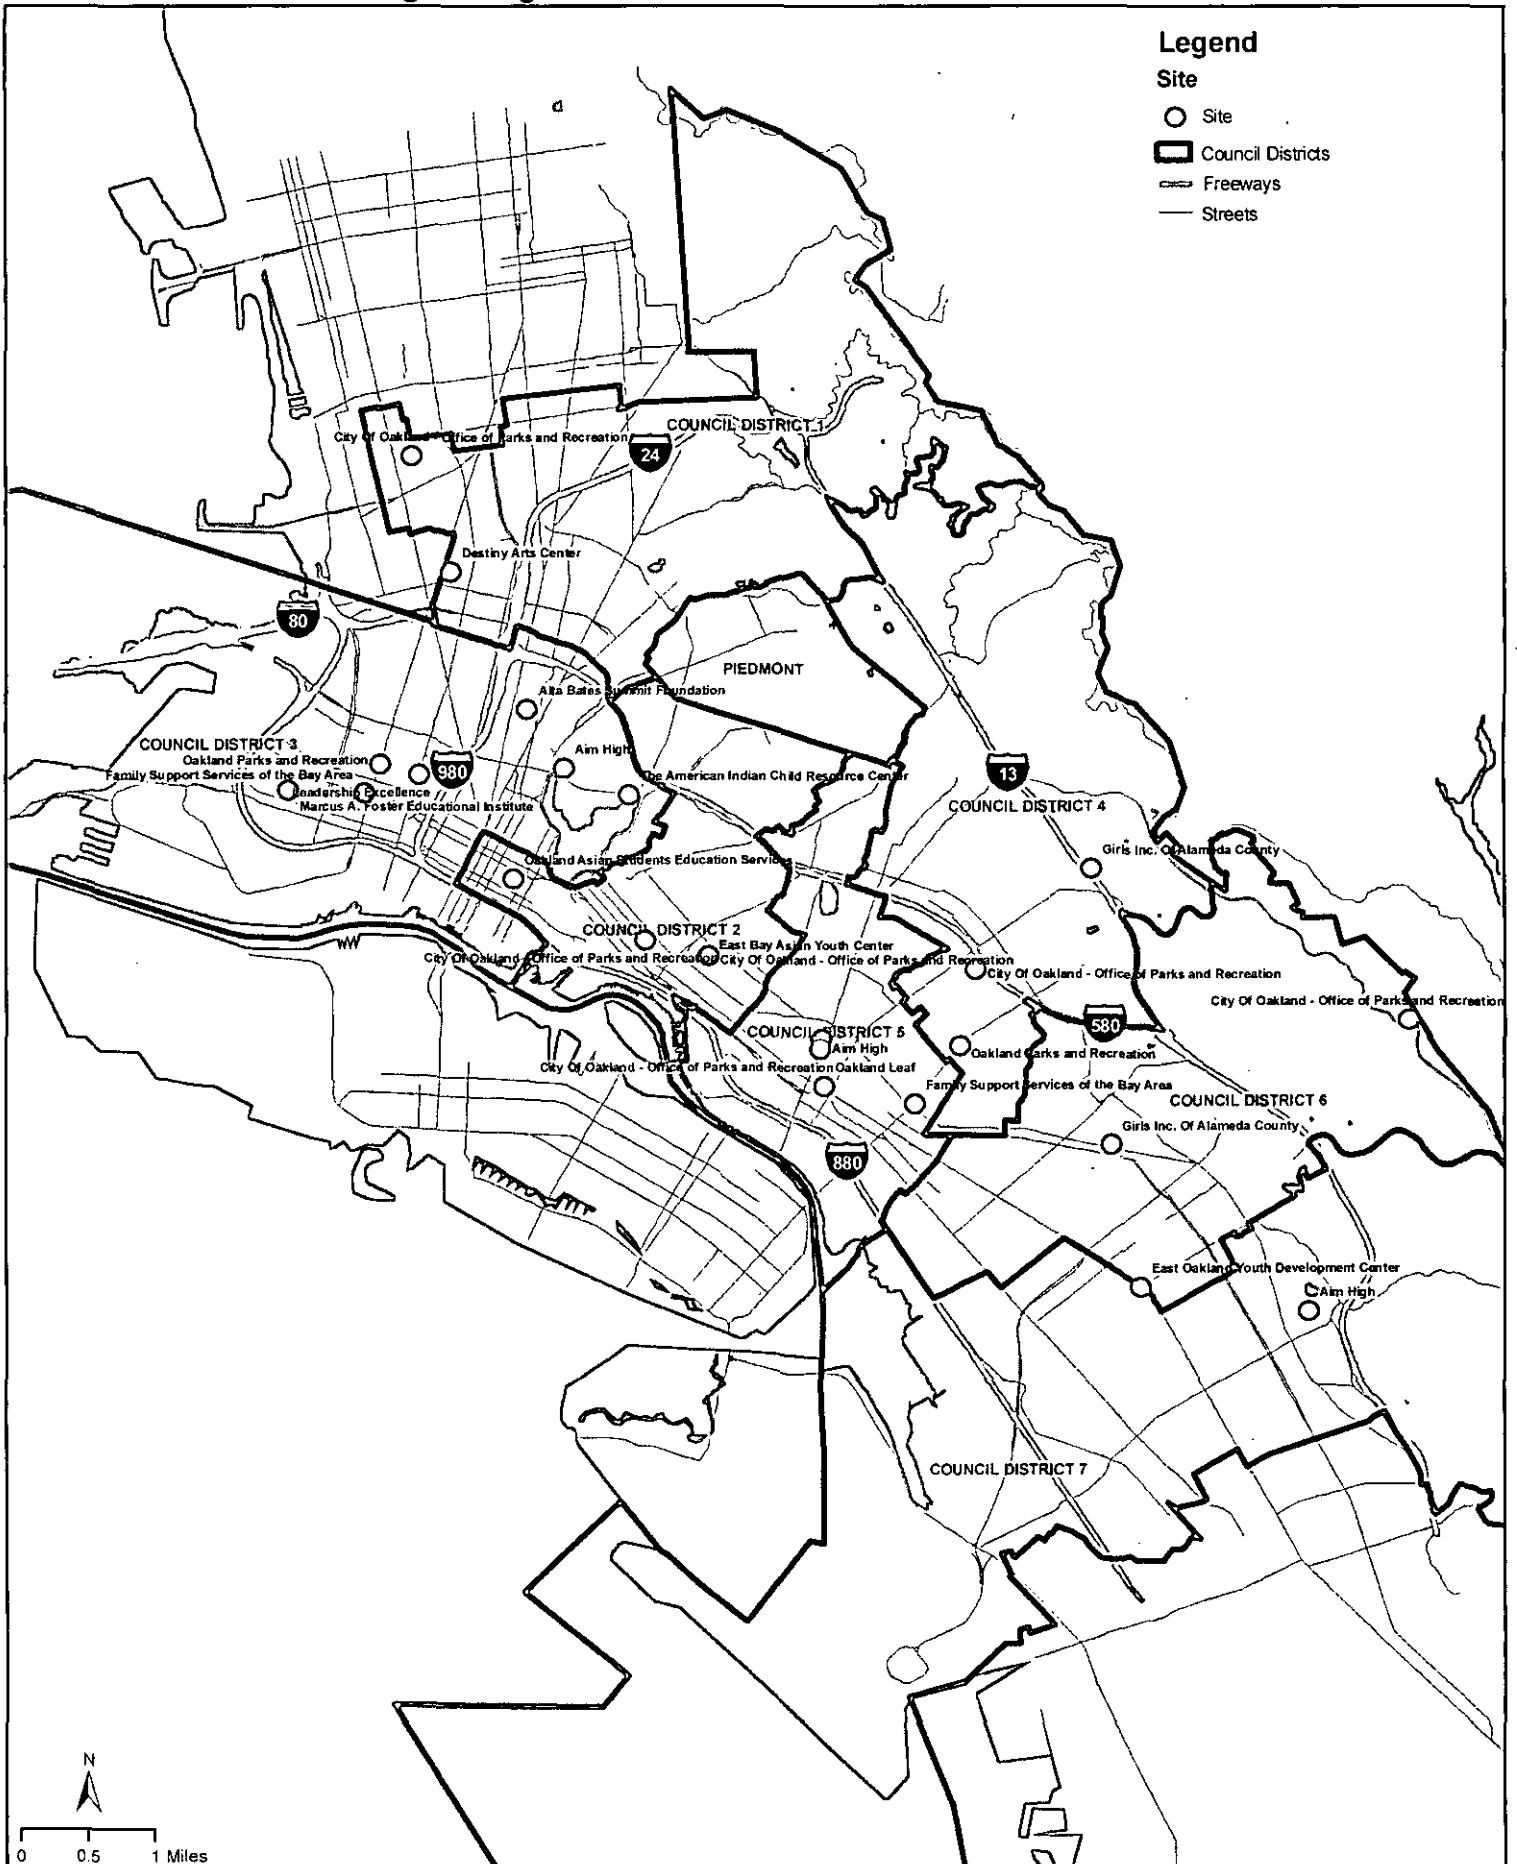 Legend
Site
Site
Council Districts
Freeways
Streets
COUNCIL DISTRICT 1
City Of Oakland - Office of Parks and Recreation
24
Destiny Arts Center
80
PIEDMONT
Alta Bates Summit Foundation
COUNCIL DISTRICT 3
Aim High
Oakland Parks and Recreation
980
13
Family Support Services of the Bay Area
The American Indian Child Resource Center
Leadership Excellence
Marcus A. Foster Educational Institute
COUNCIL DISTRICT 4
Girls Inc. Of Alameda County
Oakland Asian Students Education Services
COUNCIL DISTRICT 2
East Bay Asian Youth Center
City Of Oakland - Office of Parks and Recreation
City Of Oakland - Office of Parks and Recreation
City Of Oakland - Office of Parks and Recreation
City Of Oakland - Office of Parks and Recreation
580
COUNCIL DISTRICT 5
Aim High
Oakland Parks and Recreation
City Of Oakland - Office of Parks and Recreation
Oakland Leaf
Family Support Services of the Bay Area
COUNCIL DISTRICT 6
Girls Inc. Of Alameda County
880
East Oakland Youth Development Center
Aim High
COUNCIL DISTRICT 7
N
0 0.5 1 Miles